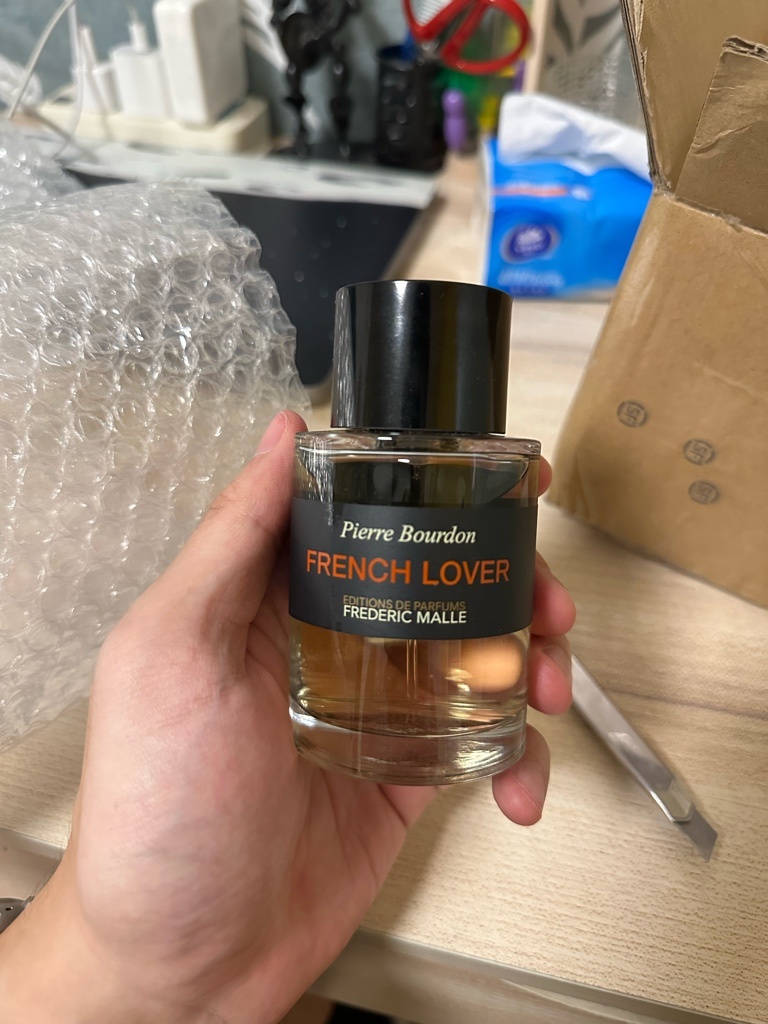 Pierre Bourdon
FRENCH LOVER
EDITIONS DE PARFUMS
FREDERIC MALLE